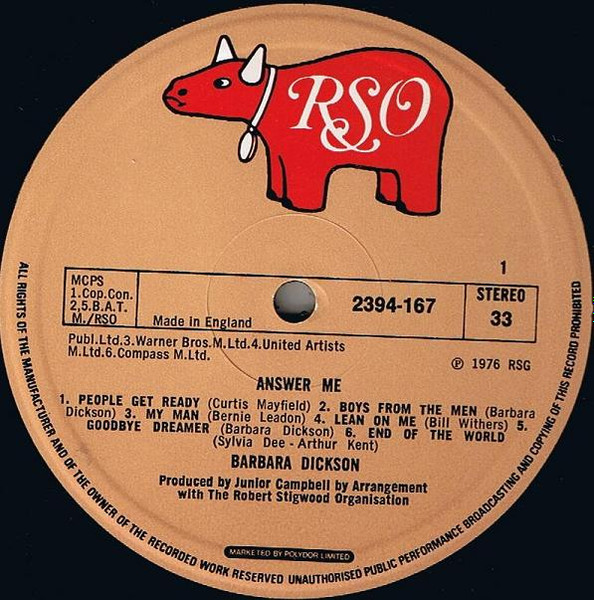 RSO
1
MCPS
1.Cop.Con.
2,5.B.A.T.
M./RSO
Made in England
2394-167
STEREO
33
Publ.Ltd.3.Warner Bros.M.Ltd.4.United Artists
M.Ltd.6.Compass M.Ltd.
℗ 1976 RSG
ANSWER ME
1. PEOPLE GET READY (Curtis Mayfield) 2. BOYS FROM THE MEN (Barbara
Dickson) 3. MY MAN (Bernie Leadon) 4. LEAN ON ME (Bill Withers) 5.
GOODBYE DREAMER (Barbara Dickson) 6. END OF THE WORLD
(Sylvia Dee - Arthur Kent)
BARBARA DICKSON
Produced by Junior Campbell by Arrangement
with The Robert Stigwood Organisation
MARKETED BY POLYDOR LIMITED
ALL RIGHTS OF THE MANUFACTURER AND OF THE OWNER OF THE RECORDED WORK RESERVED UNAUTHORISED PUBLIC PERFORMANCE BROADCASTING AND COPYING OF THIS RECORD PROHIBITED